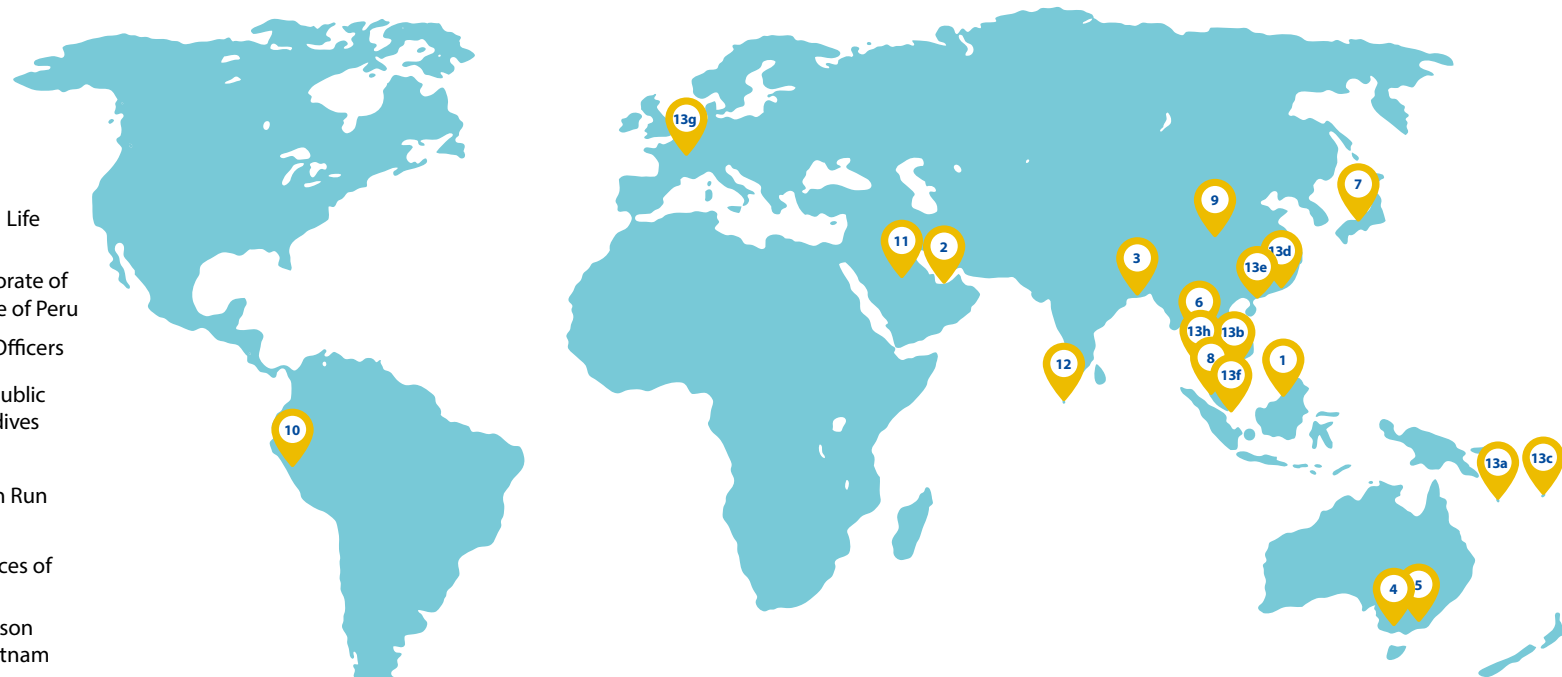 Life
orate of
e of Peru
Officers
ublic
dives
n Run
ces of
son
tnam
13g
7
9
11
2
3
13d
13e
6
13h
13b
8
1
12
13f
10
13a
13c
4
5